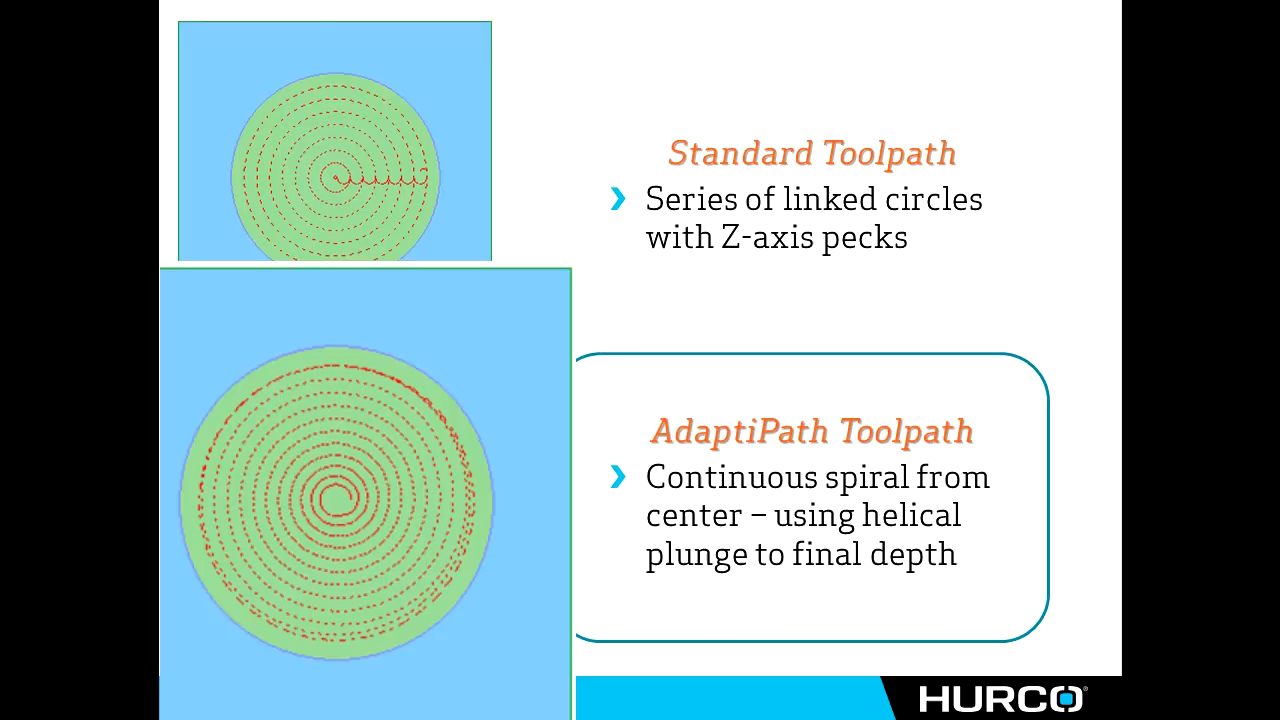 Standard Toolpath
Series of linked circles
with Z-axis pecks
AdaptiPath Toolpath
Continuous spiral from
center – using helical
plunge to final depth
HURCO®